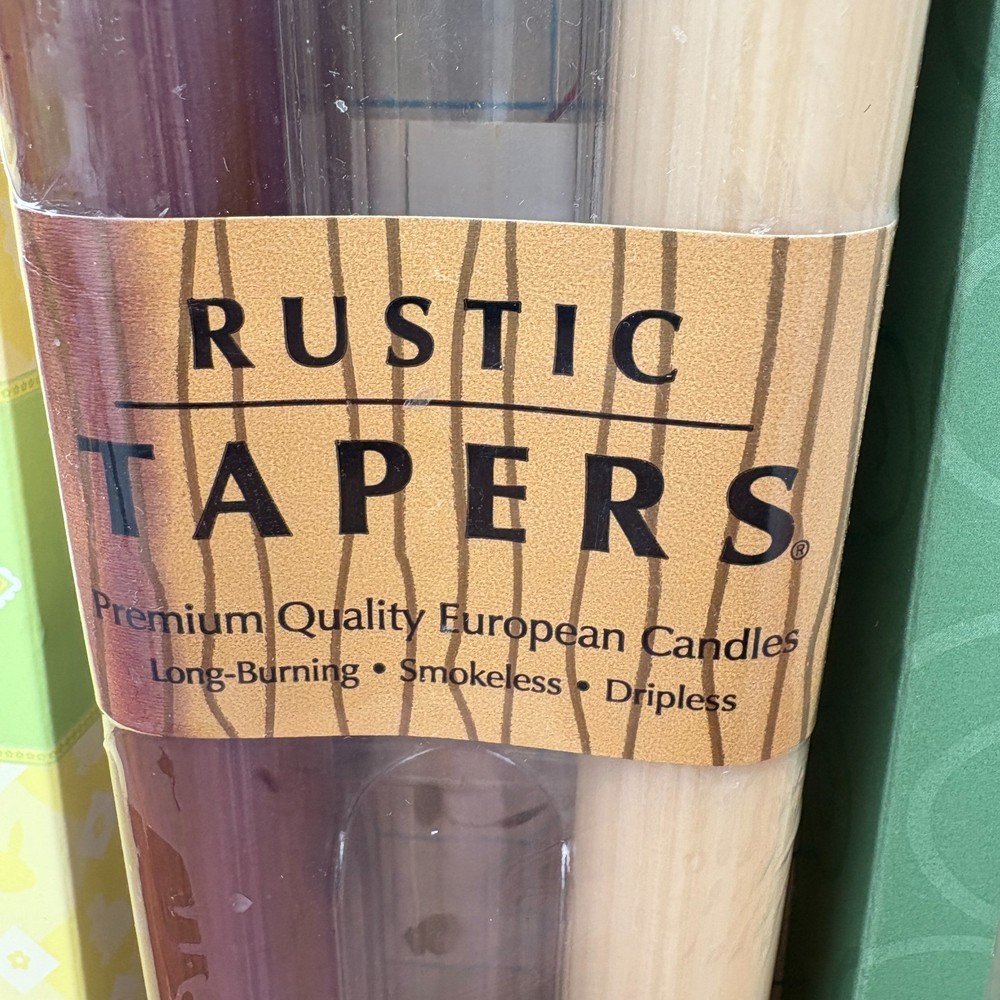 RUSTIC
TAPERS®
Premium Quality European Candles
Long-Burning • Smokeless • Dripless